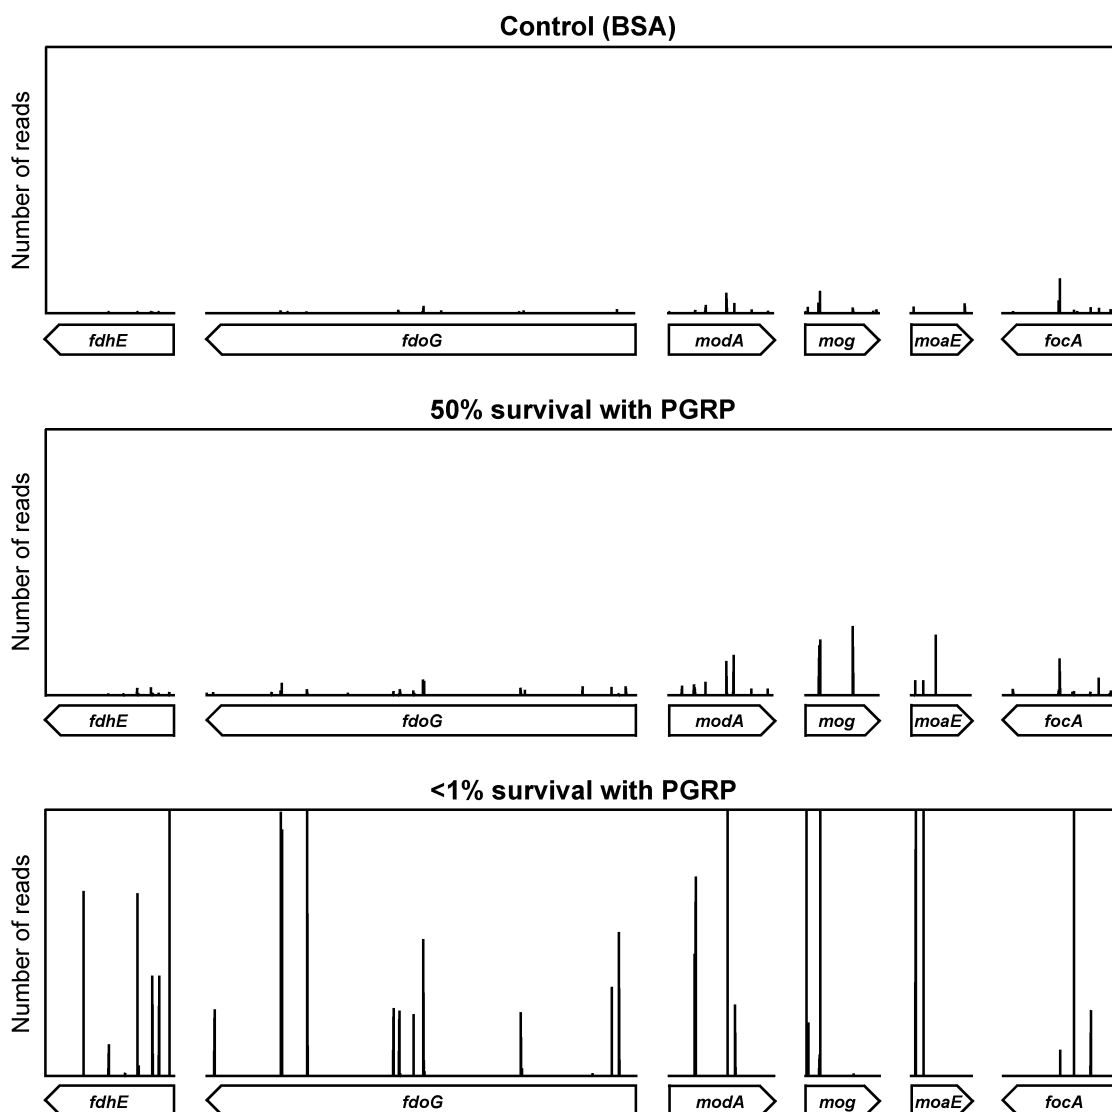 Control (BSA)
Number of reads
fdhE fdoG modA mog moaE focA
50% survival with PGRP
Number of reads
fdhE fdoG modA mog moaE focA
<1% survival with PGRP
Number of reads
fdhE fdoG modA mog moaE focA